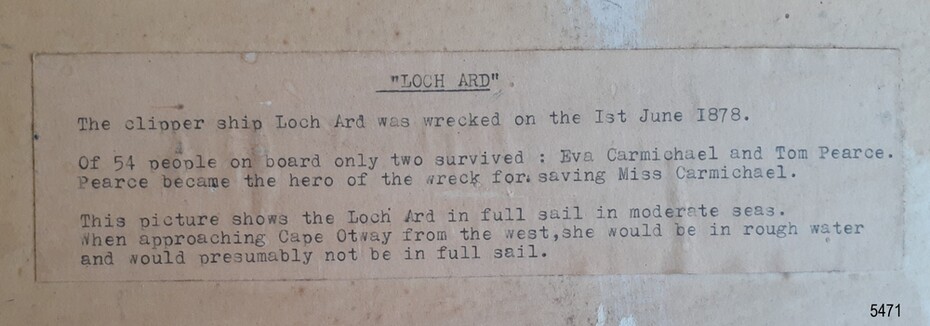 "LOCH ARD".
The clipper ship Loch Ard was wrecked on the Ist June I878.
Of 54 people on board only two survived : Eva Carmichael and Tom Pearce.
Pearce became the hero of the wreck for saving Miss Carmichael.
This picture shows the Loch Ard in full sail in moderate seas.
When approaching Cape Otway from the west,she would be in rough water
and would presumably not be in full sail.
5471